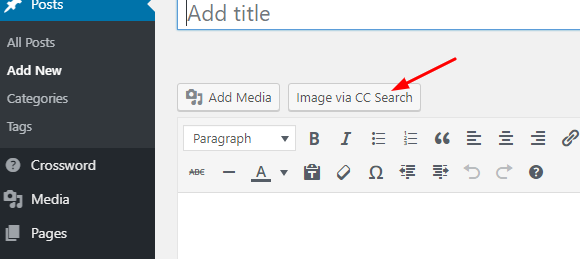 Posts
All Posts
Add New
Categories
Tags
Crossword
Media
Pages
Add title
Add Media
Image via CC Search
Paragraph
B I
ABC A Ω